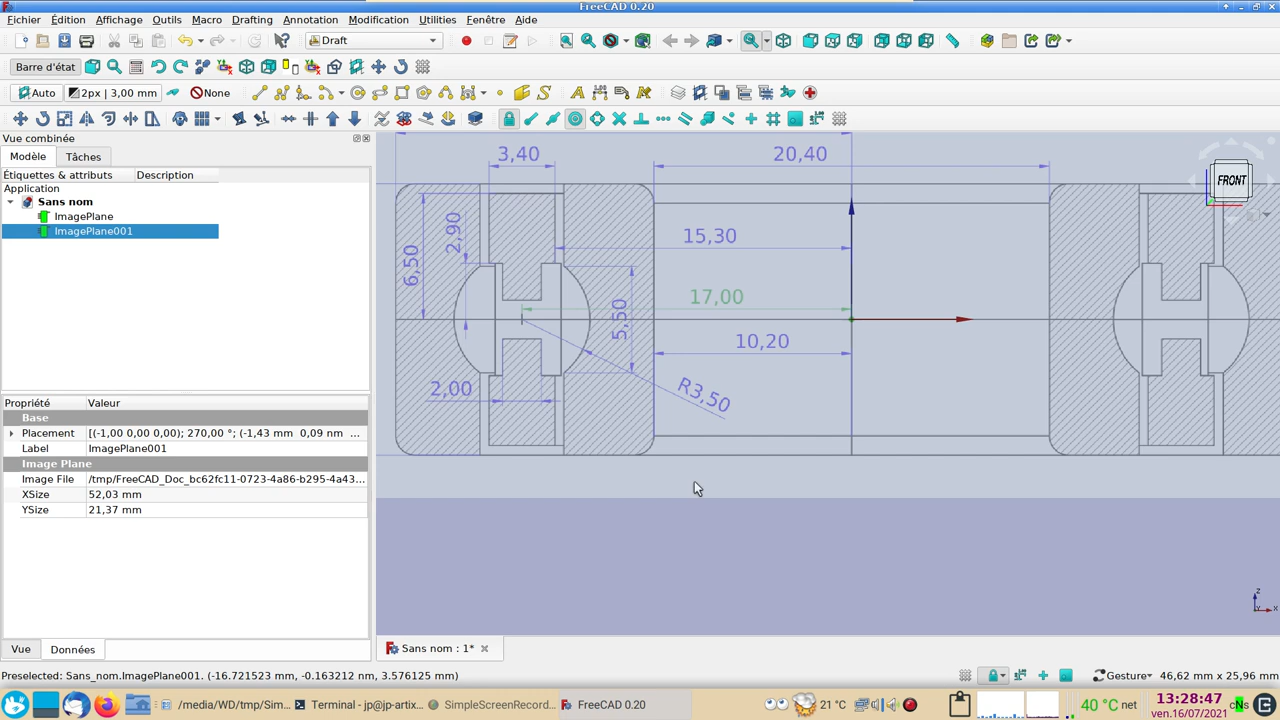 FreeCAD 0.20
Fichier Édition Affichage Outils Macro Drafting Annotation Modification Utilities Fenêtre Aide
Draft
Barre d'état
Auto 2px | 3,00 mm None
Vue combinée
Modèle Tâches
Étiquettes & attributs Description
Application
Sans nom
ImagePlane
ImagePlane001
Propriété Valeur
Base
Placement [(-1,00 0,00 0,00); 270,00 °; (-1,43 mm 0,09 nm ...
Label ImagePlane001
Image Plane
Image File /tmp/FreeCAD_Doc_bc62fc11-0723-4a86-b295-4a43...
XSize 52,03 mm
YSize 21,37 mm
Vue Données
3,40
20,40
FRONT
2,90
6,50
15,30
17,00
5,50
10,20
2,00
R3,50
z
x
Sans nom : 1*
Preselected: Sans_nom.ImagePlane001. (-16.721523 mm, -0.163212 nm, 3.576125 mm)
Gesture 46,62 mm x 25,96 mm
/media/WD/tmp/Sim... Terminal - jp@jp-artix... SimpleScreenRecord... FreeCAD 0.20
21 °C
40 °C net
13:28:47
ven.16/07/2021
cNs